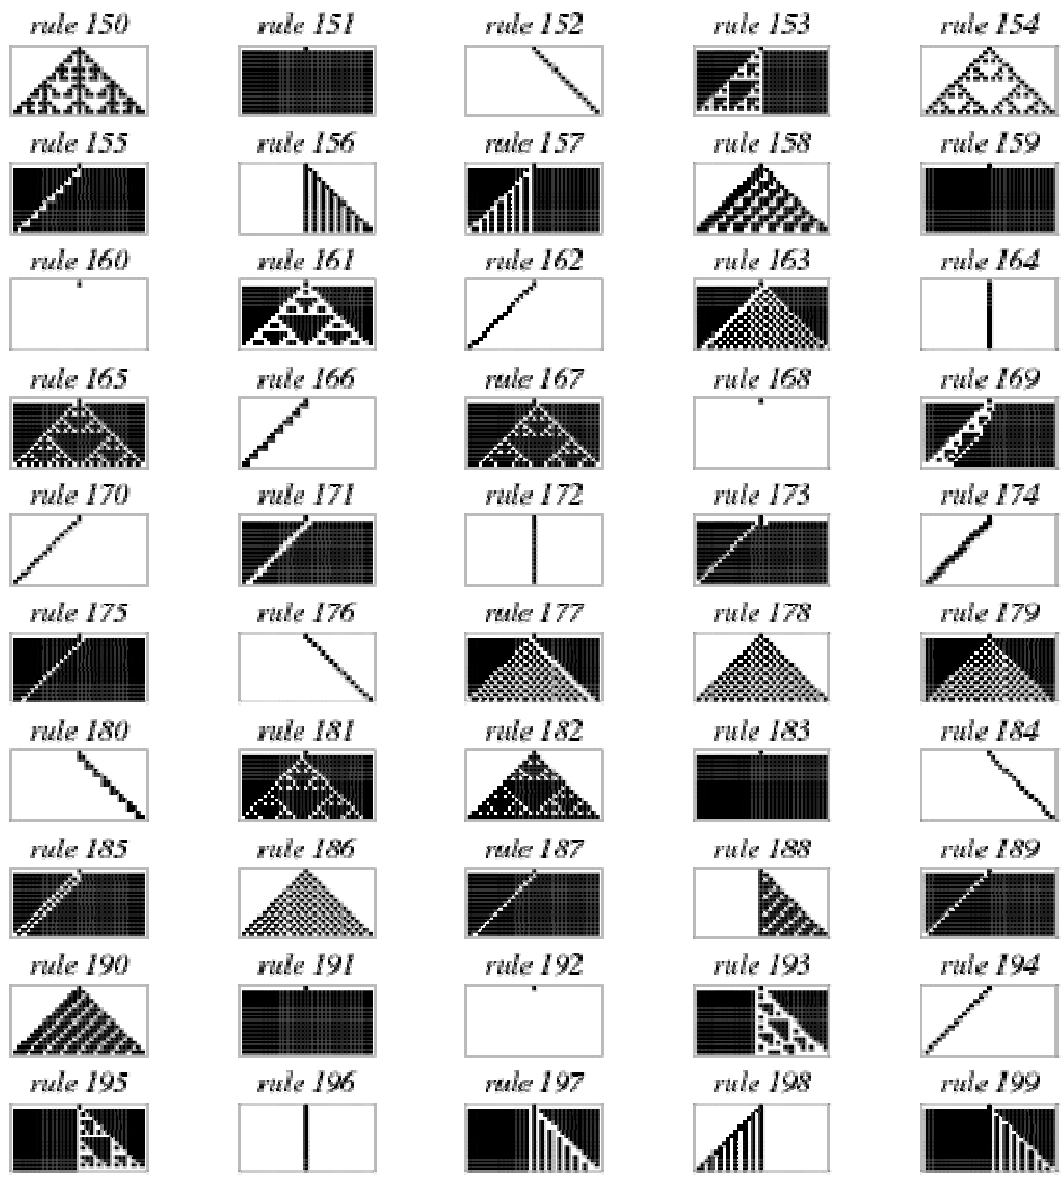 rule 150 rule 151 rule 152 rule 153 rule 154
rule 155 rule 156 rule 157 rule 158 rule 159
rule 160 rule 161 rule 162 rule 163 rule 164
rule 165 rule 166 rule 167 rule 168 rule 169
rule 170 rule 171 rule 172 rule 173 rule 174
rule 175 rule 176 rule 177 rule 178 rule 179
rule 180 rule 181 rule 182 rule 183 rule 184
rule 185 rule 186 rule 187 rule 188 rule 189
rule 190 rule 191 rule 192 rule 193 rule 194
rule 195 rule 196 rule 197 rule 198 rule 199